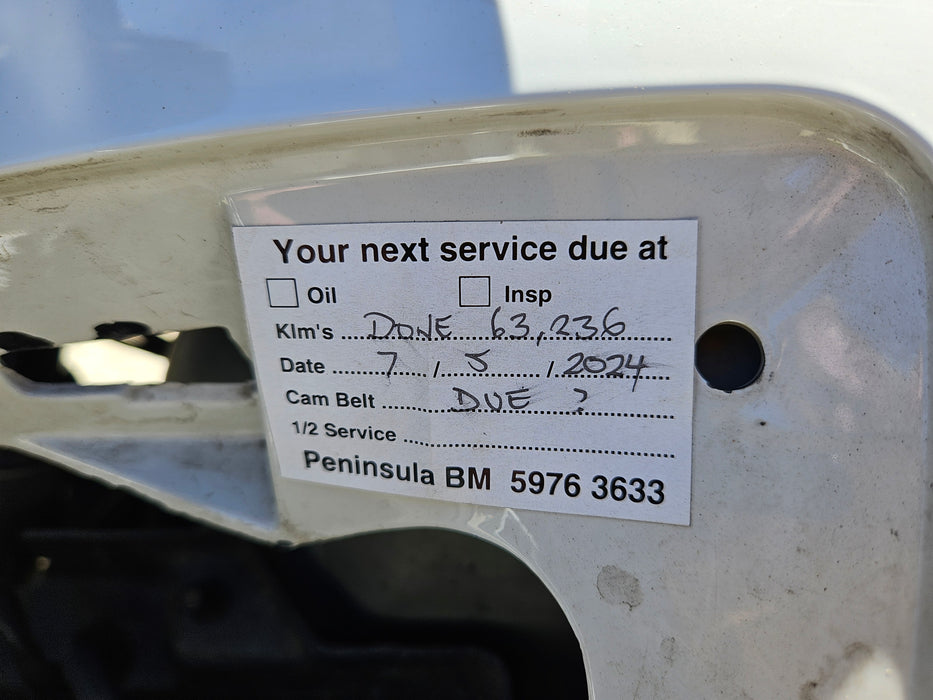 Your next service due at
Oil Insp
Klm's DONE 63,236
Date 7 / 5 / 2024
Cam Belt DUE ?
1/2 Service
Peninsula BM 5976 3633